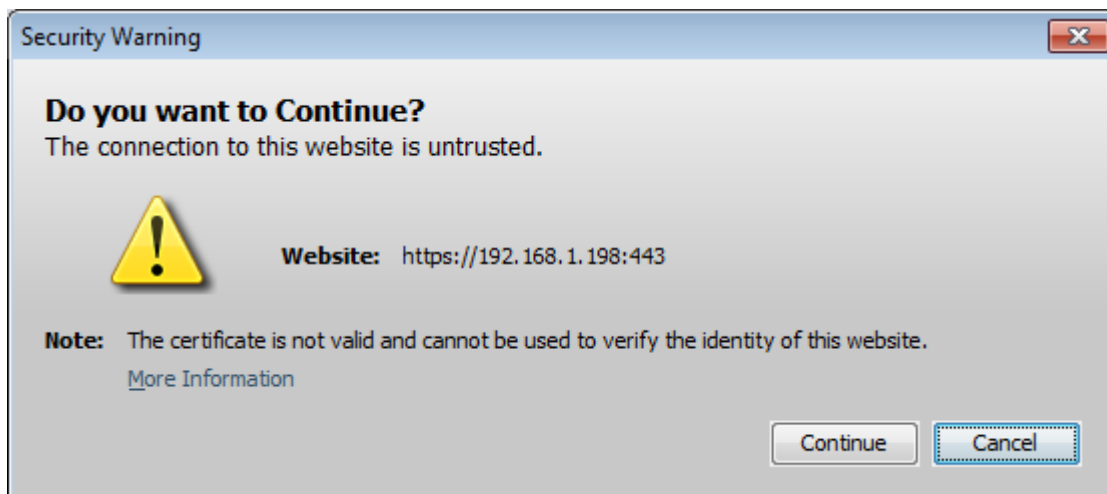 Security Warning
Do you want to Continue?
The connection to this website is untrusted.
Website: https://192.168.1.198:443
Note: The certificate is not valid and cannot be used to verify the identity of this website.
More Information
Continue Cancel